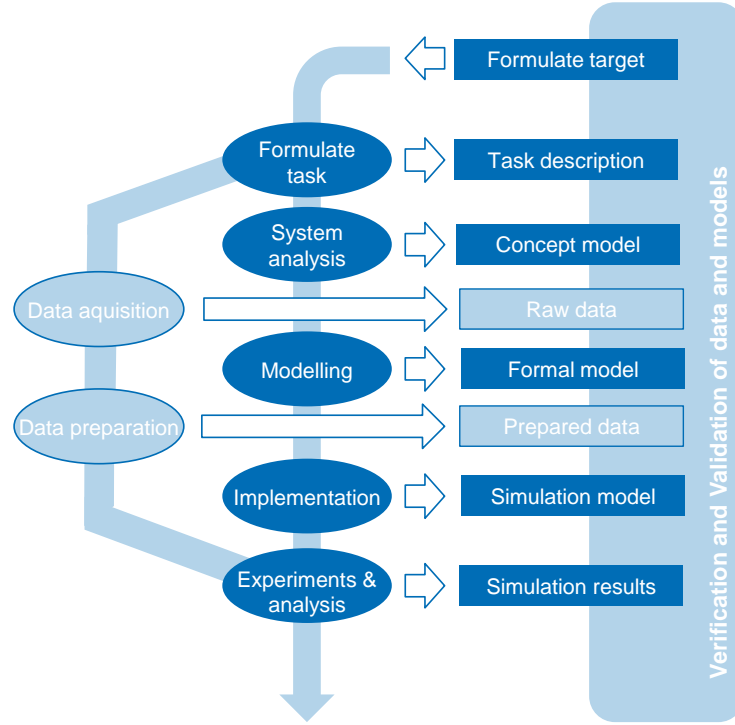 Formulate target
Formulate
task
Task description
System
analysis
Concept model
Data aquisition
Raw data
Modelling
Formal model
Data preparation
Prepared data
Implementation
Simulation model
Experiments &
analysis
Simulation results
Verification and Validation of data and models